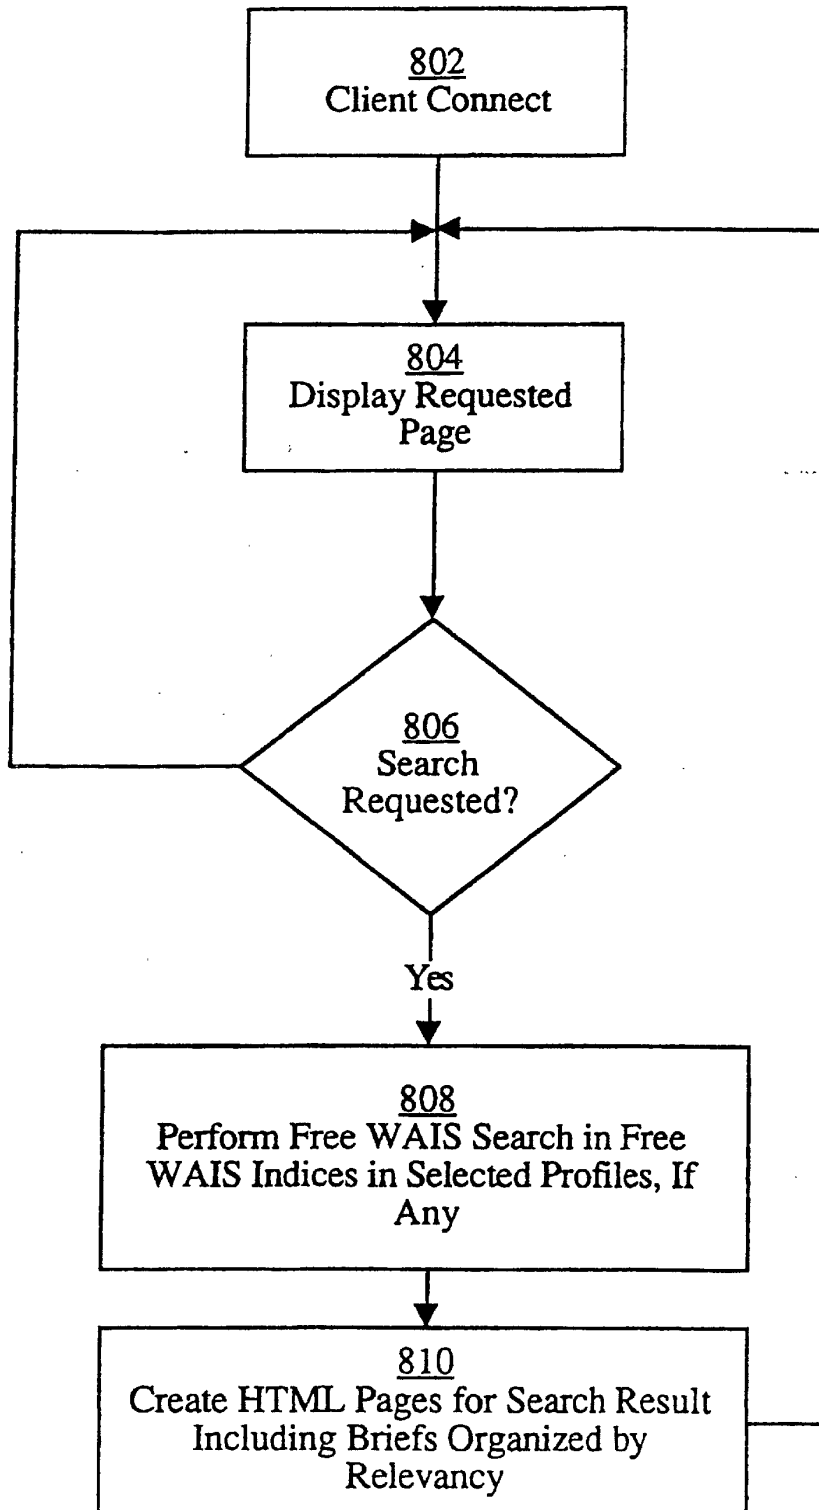 802
Client Connect
804
Display Requested
Page
806
Search
Requested?
Yes
808
Perform Free WAIS Search in Free
WAIS Indices in Selected Profiles, If
Any
810
Create HTML Pages for Search Result
Including Briefs Organized by
Relevancy